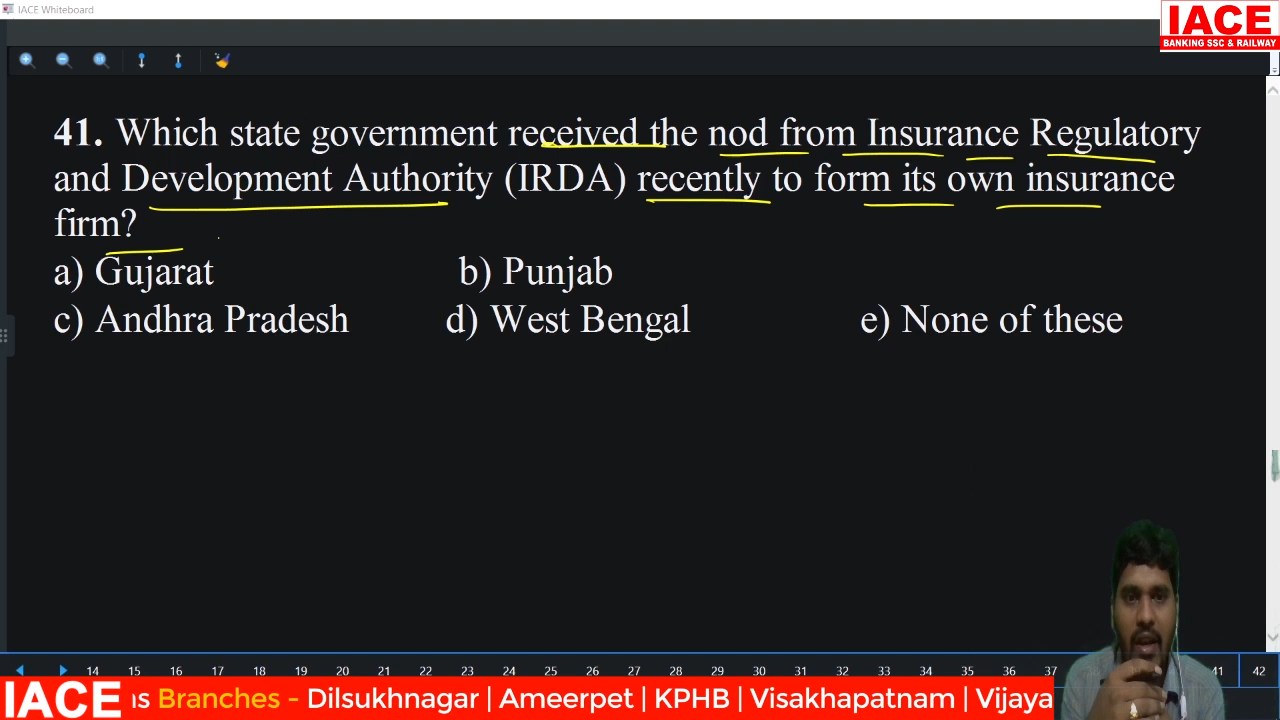 IACE Whiteboard
IACE
BANKING SSC & RAILWAY
41. Which state government received the nod from Insurance Regulatory
and Development Authority (IRDA) recently to form its own insurance
firm?
a) Gujarat b) Punjab
c) Andhra Pradesh d) West Bengal e) None of these
14 15 16 17 18 19 20 21 22 23 24 25 26 27 28 29 30 31 32 33 34 35 36 37 41 42
IACE ns Branches - Dilsukhnagar | Ameerpet | KPHB | Visakhapatnam | Vijaya